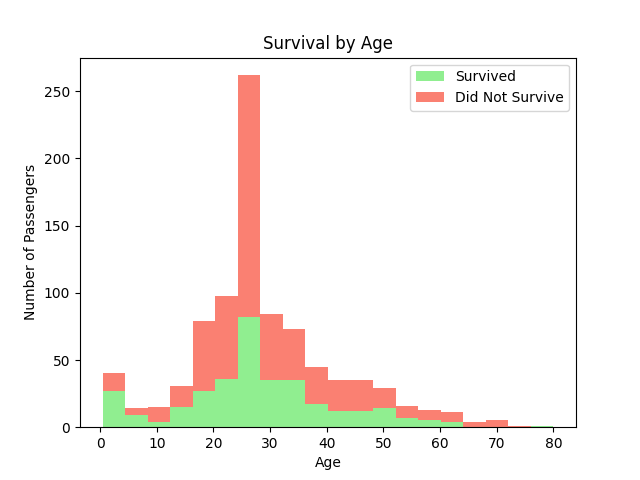 Survival by Age
Survived
Did Not Survive
250
200
150
100
50
0
Number of Passengers
0 10 20 30 40 50 60 70 80
Age